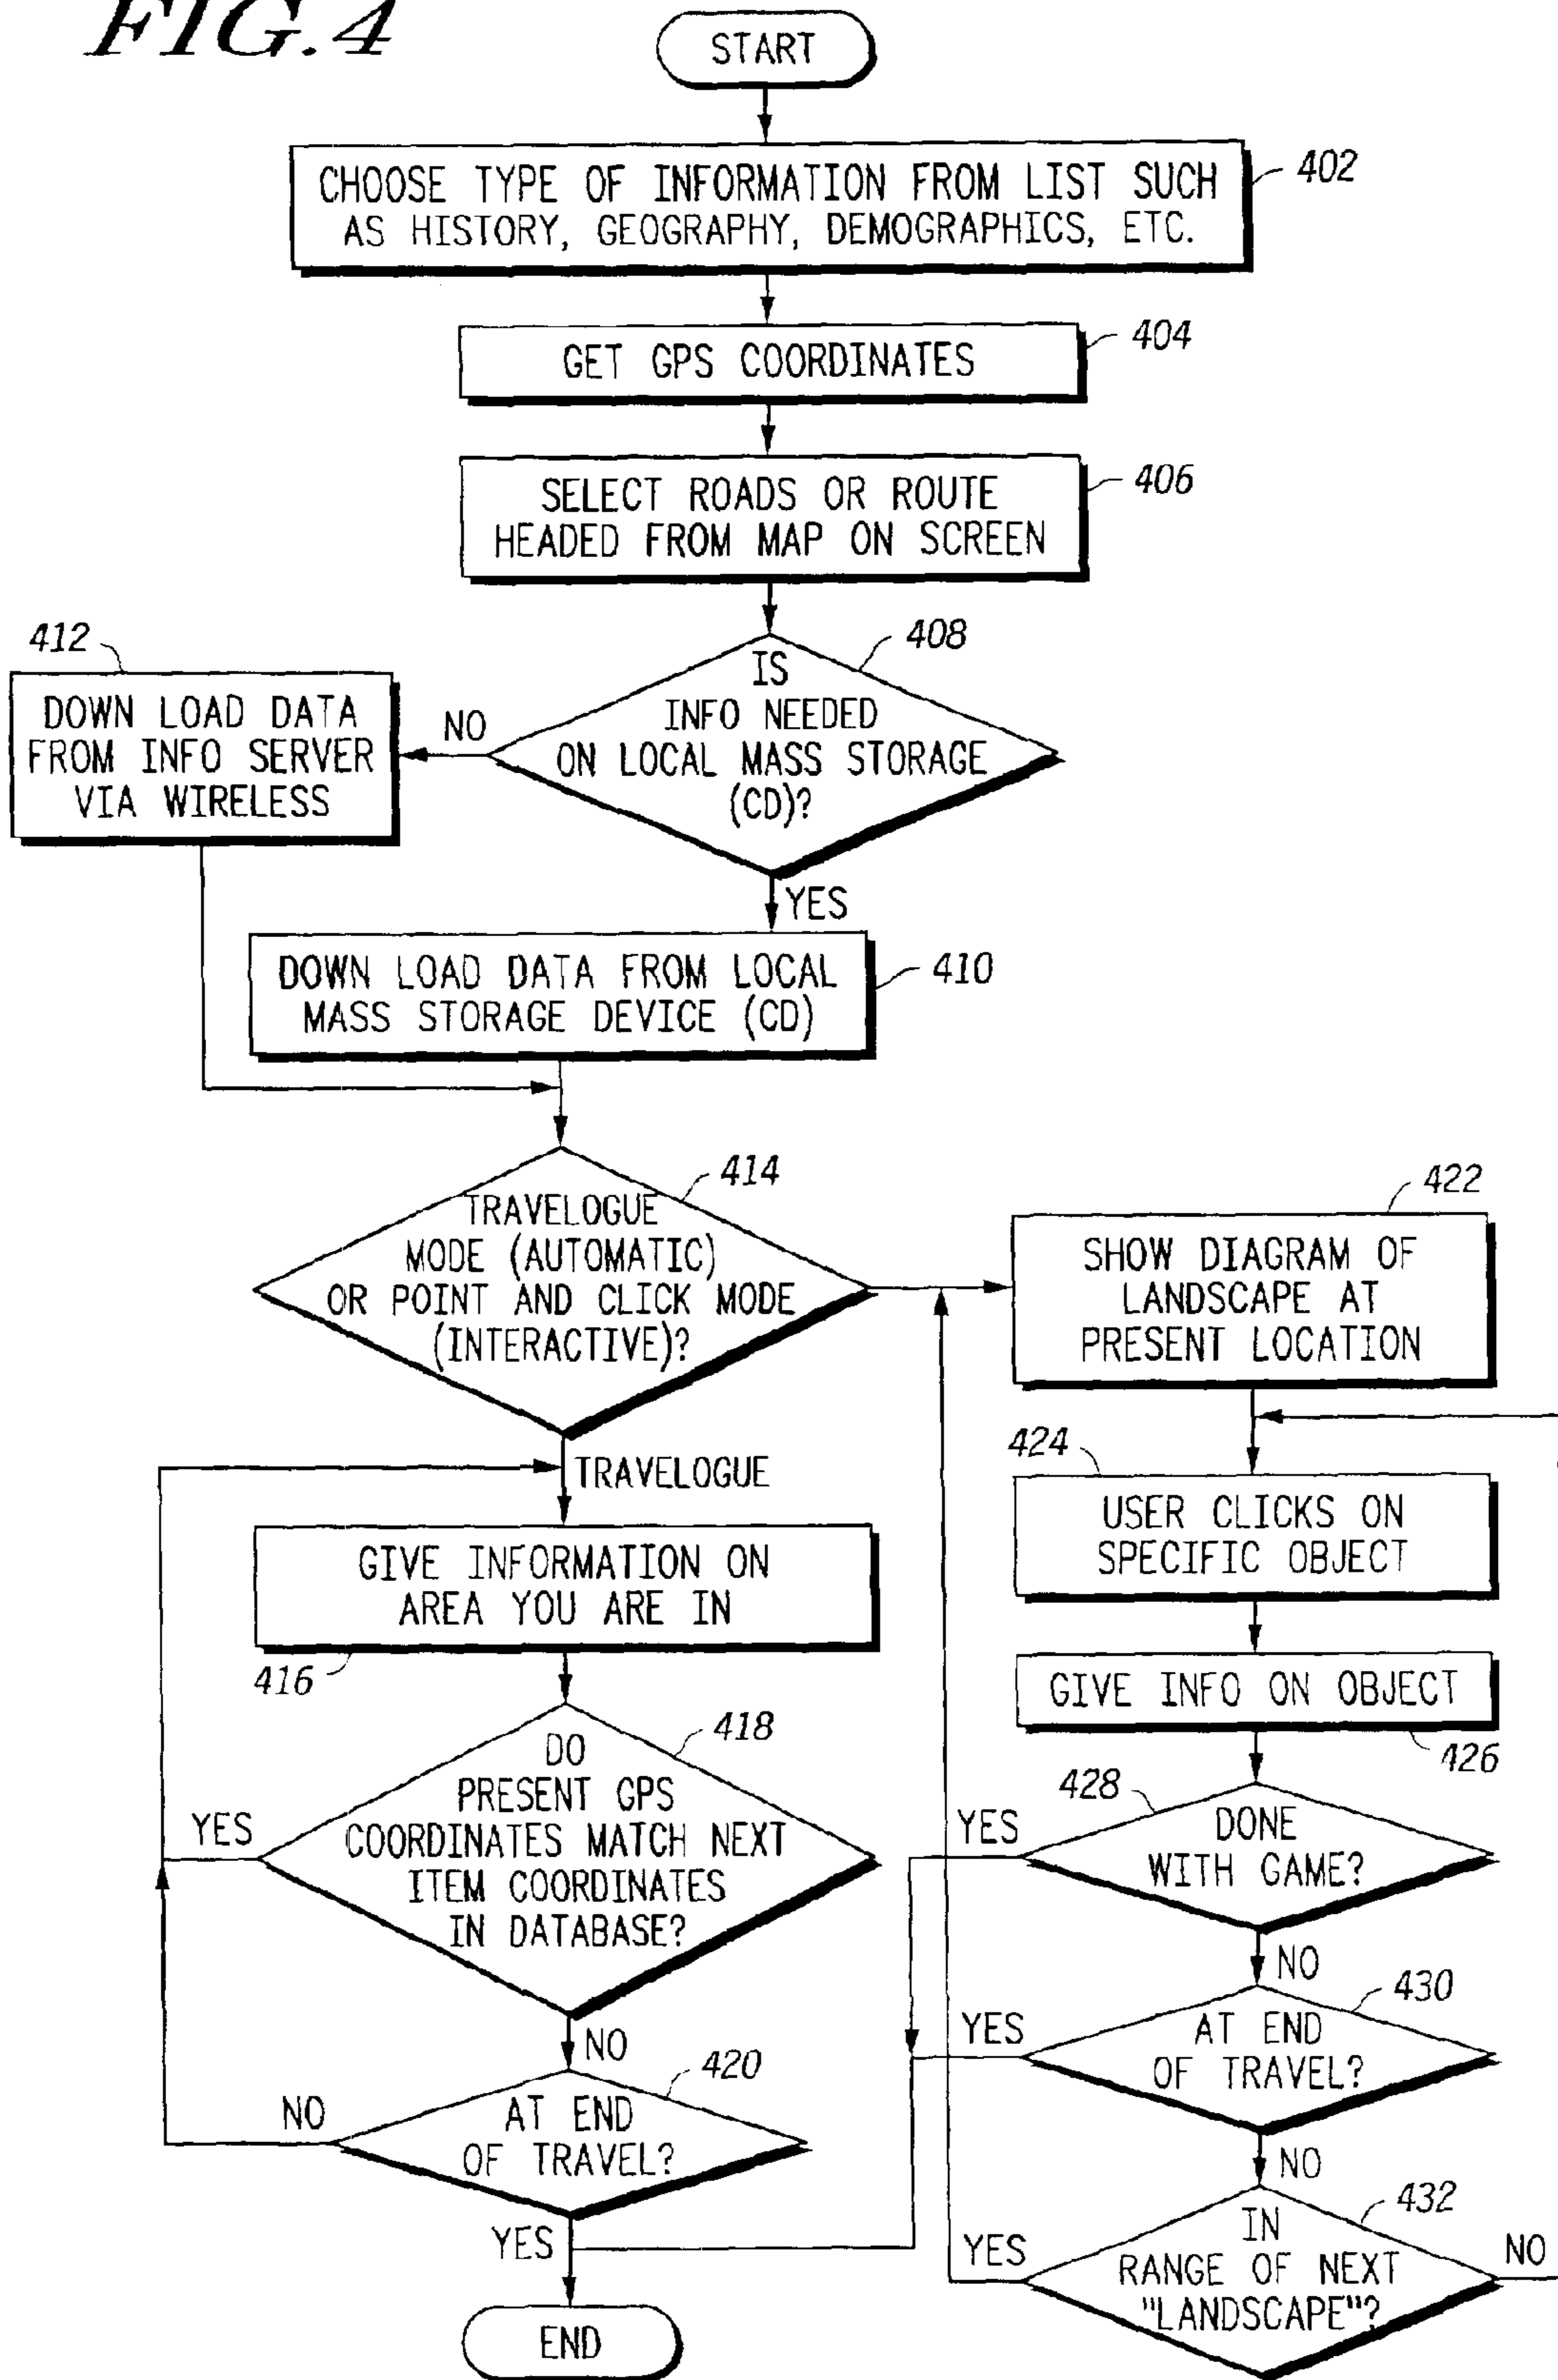 FIG.4
START
CHOOSE TYPE OF INFORMATION FROM LIST SUCH
AS HISTORY, GEOGRAPHY, DEMOGRAPHICS, ETC.
402
GET GPS COORDINATES
404
SELECT ROADS OR ROUTE
HEADED FROM MAP ON SCREEN
406
IS
INFO NEEDED
ON LOCAL MASS STORAGE
(CD)?
408
NO
412
DOWN LOAD DATA
FROM INFO SERVER
VIA WIRELESS
YES
DOWN LOAD DATA FROM LOCAL
MASS STORAGE DEVICE (CD)
410
TRAVELOGUE
MODE (AUTOMATIC)
OR POINT AND CLICK MODE
(INTERACTIVE)?
414
TRAVELOGUE
GIVE INFORMATION ON
AREA YOU ARE IN
416
DO
PRESENT GPS
COORDINATES MATCH NEXT
ITEM COORDINATES
IN DATABASE?
418
YES
NO
AT END
OF TRAVEL?
420
NO
YES
END
422
SHOW DIAGRAM OF
LANDSCAPE AT
PRESENT LOCATION
424
USER CLICKS ON
SPECIFIC OBJECT
GIVE INFO ON OBJECT
426
428
DONE
WITH GAME?
YES
NO
430
AT END
OF TRAVEL?
YES
NO
432
IN
RANGE OF NEXT
"LANDSCAPE"?
YES
NO